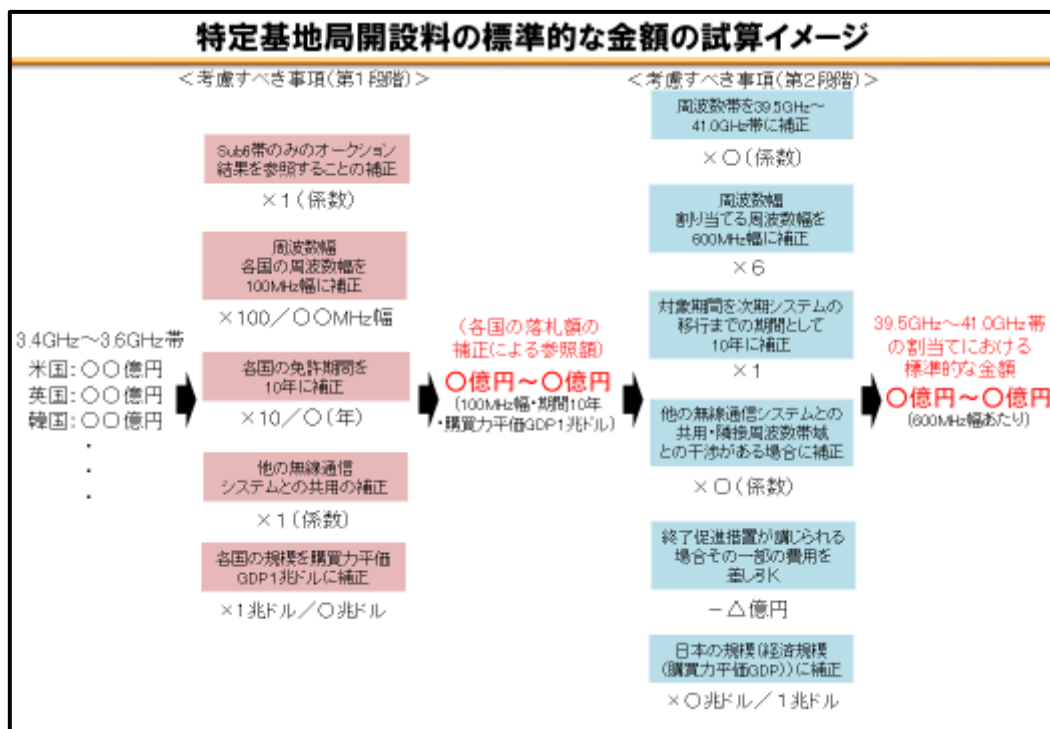 特定基地局開設料の標準的な金額の試算イメージ
＜考慮すべき事項(第1段階)＞
Sub6帯のみのオークション
結果を参照することの補正
×1(係数)
周波数幅
各国の周波数幅を
100MHz幅に補正
×100/〇〇MHz幅
3.4GHz～3.6GHz帯
米国:〇〇億円
英国:〇〇億円
韓国:〇〇億円
・
・
・
各国の免許期間を
10年に補正
×10/〇(年)
他の無線通信
システムとの共用の補正
×1(係数)
各国の規模を購買力平価
GDP1兆ドルに補正
×1兆ドル/〇兆ドル
(各国の落札額の
補正による参照額)
〇億円～〇億円
(100MHz幅・期間10年
・購買力平価GDP1兆ドル)
＜考慮すべき事項(第2段階)＞
周波数帯を39.5GHz～
41.0GHz帯に補正
×〇(係数)
周波数幅
割り当てる周波数幅を
600MHz幅に補正
×6
対象期間を次期システムの
移行までの期間として
10年に補正
×1
他の無線通信システムとの
共用・隣接周波数帯域
との干渉がある場合に補正
×〇(係数)
終了促進措置が講じられる
場合その一部の費用を
差し引く
－△億円
日本の規模(経済規模
(購買力平価GDP))に補正
×〇兆ドル/1兆ドル
39.5GHz～41.0GHz帯
の割当てにおける
標準的な金額
〇億円～〇億円
(600MHz幅あたり)